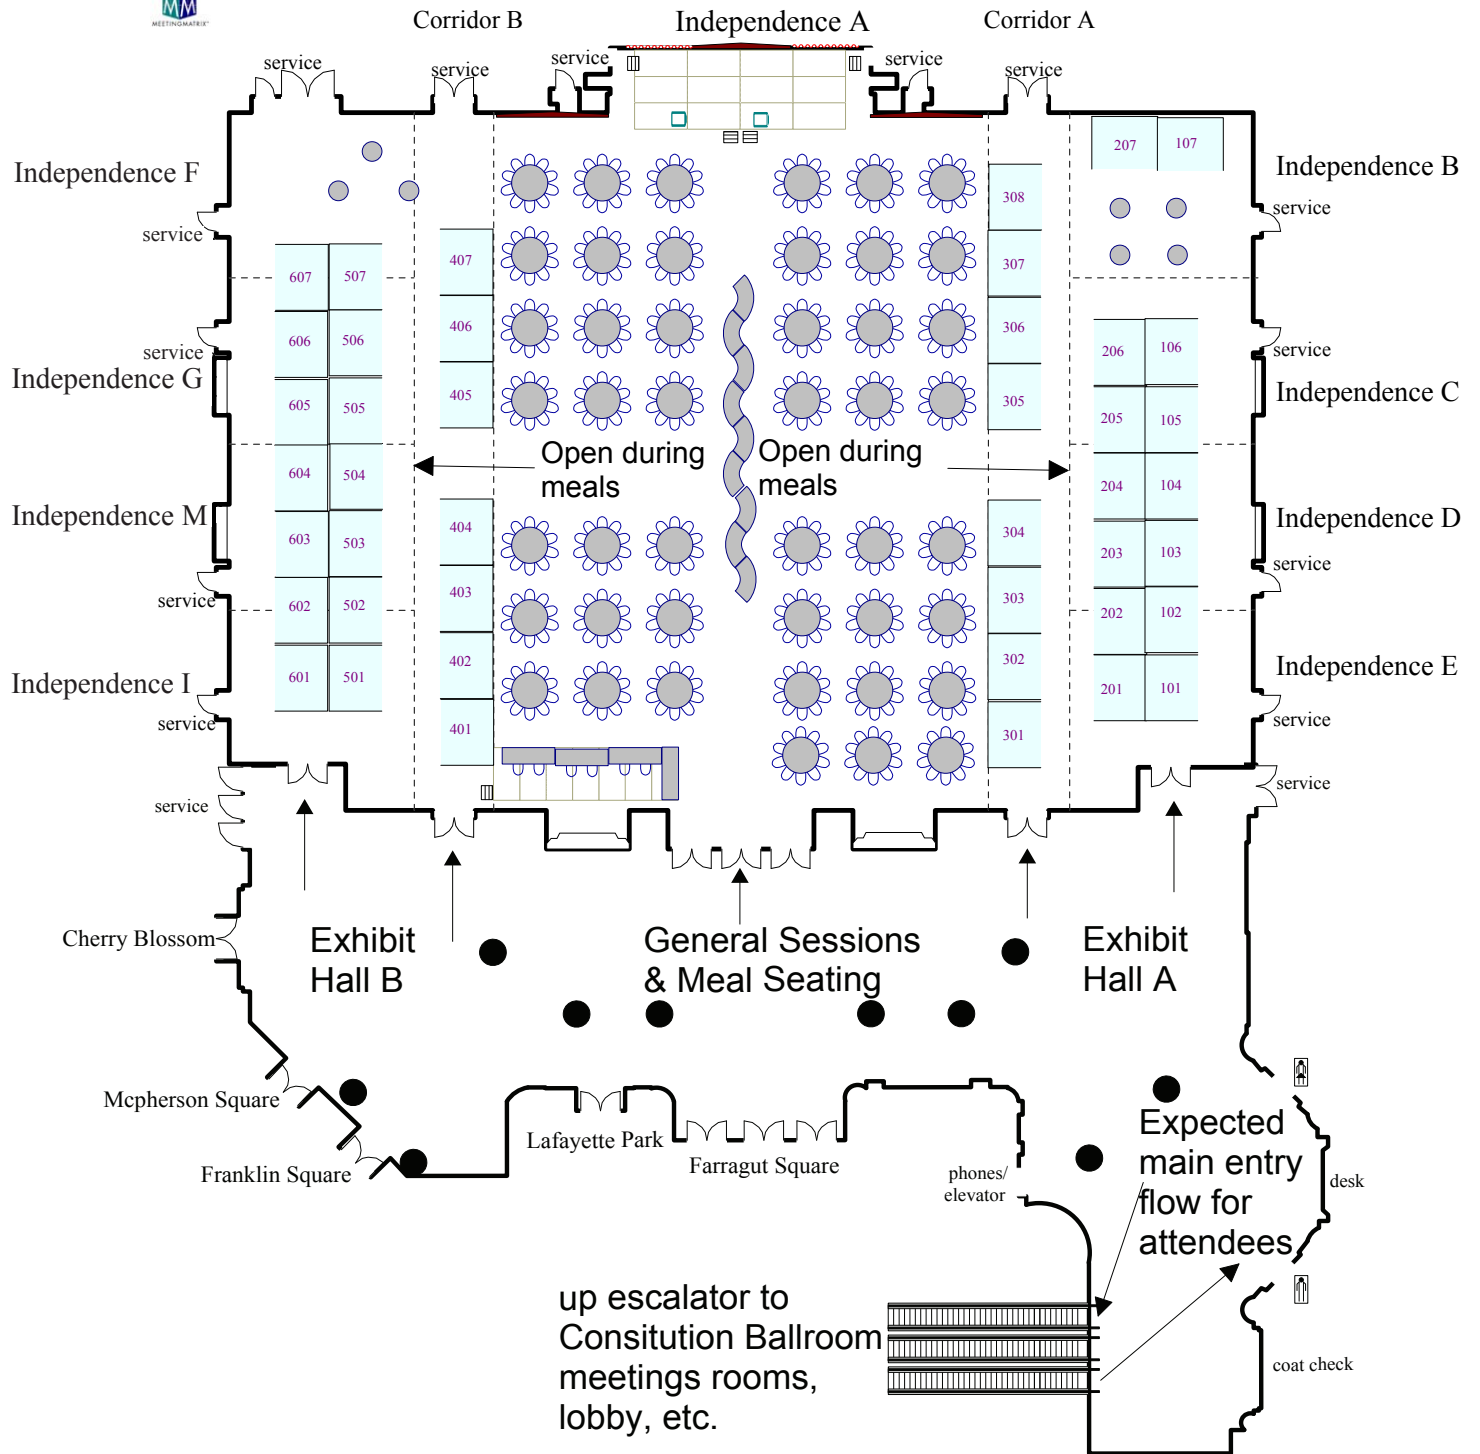 MM
MEETINGMATRIX
Corridor B
Independence A
Corridor A
service
service
service
service
service
Independence F
Independence B
207
107
308
service
service
407
307
607
507
406
306
606
506
206
106
service
service
Independence G
Independence C
605
505
405
305
205
105
Open during
meals
Open during
meals
604
504
204
104
Independence M
Independence D
404
304
603
503
203
103
service
service
403
303
602
502
202
102
402
302
Independence I
Independence E
601
501
201
101
service
service
401
301
service
service
Cherry Blossom
Exhibit
Hall B
General Sessions
& Meal Seating
Exhibit
Hall A
Mcpherson Square
Franklin Square
Lafayette Park
Farragut Square
phones/
elevator
Expected
main entry
flow for
attendees
desk
up escalator to
Consitution Ballroom
meetings rooms,
lobby, etc.
coat check